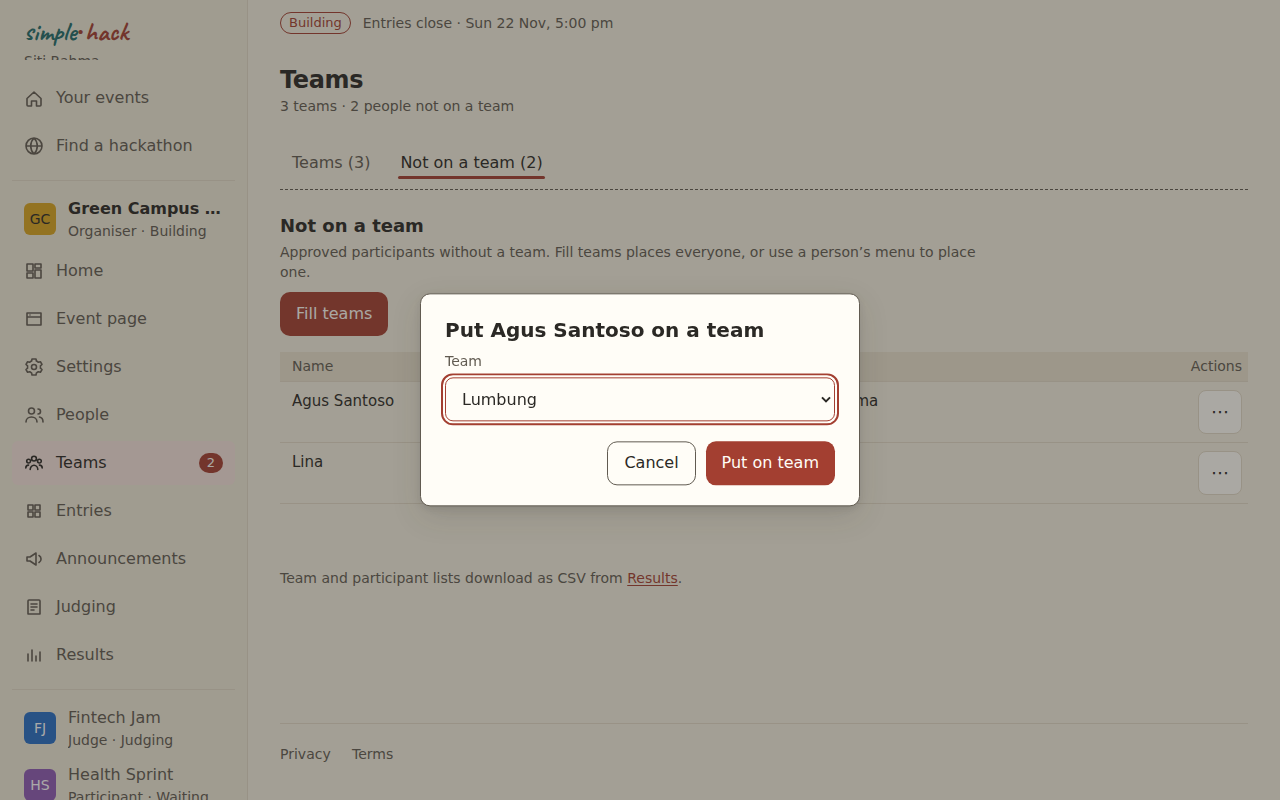 simple·hack
Siti Rahma
Your events
Find a hackathon
GC
Green Campus …
Organiser · Building
Home
Event page
Settings
People
Teams
2
Entries
Announcements
Judging
Results
FJ
Fintech Jam
Judge · Judging
HS
Health Sprint
Participant · Waiting
Building
Entries close · Sun 22 Nov, 5:00 pm
Teams
3 teams · 2 people not on a team
Teams (3)
Not on a team (2)
Not on a team
Approved participants without a team. Fill teams places everyone, or use a person’s menu to place
one.
Fill teams
Name
Actions
Agus Santoso
Lina
Put Agus Santoso on a team
Team
Lumbung
Cancel
Put on team
Team and participant lists download as CSV from Results.
Privacy
Terms